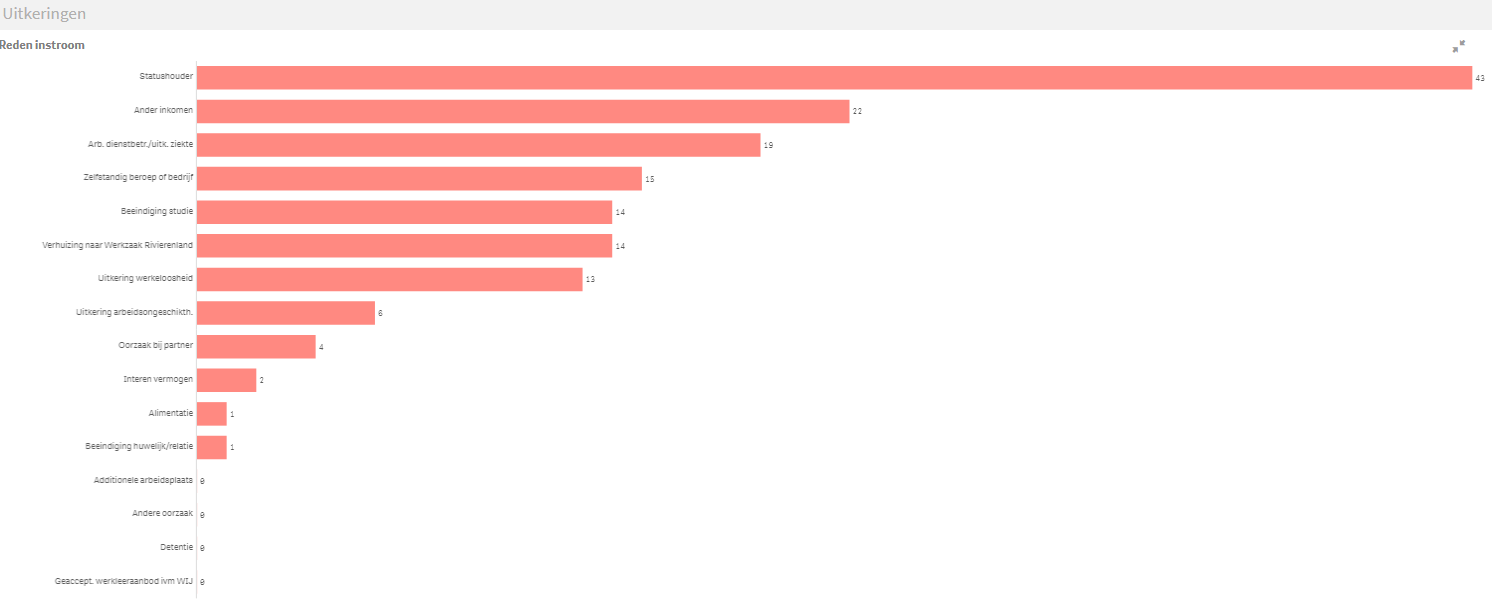 Uitkeringen
Reden instroom
Statushouder 43
Ander inkomen 22
Arb. dienstbetr./uitk. ziekte 19
Zelfstandig beroep of bedrijf 15
Beeindiging studie 14
Verhuizing naar Werkzaak Rivierenland 14
Uitkering werkeloosheid 13
Uitkering arbeidsongeschikth. 6
Oorzaak bij partner 4
Interen vermogen 2
Alimentatie 1
Beeindiging huwelijk/relatie 1
Additionele arbeidsplaats 0
Andere oorzaak 0
Detentie 0
Geaccept. werkleeraanbod ivm WIJ 0